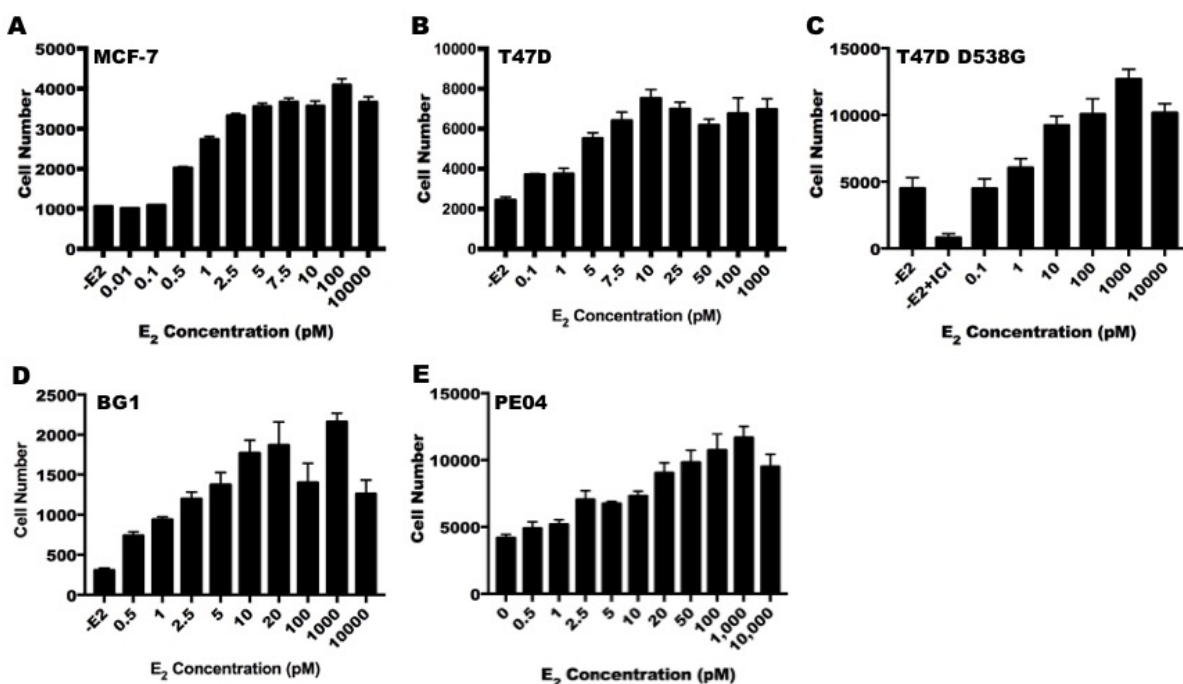 A
MCF-7
5000
4000
3000
2000
1000
0
Cell Number
-E2
0.01
0.1
0.5
1
2.5
5
7.5
10
100
10000
E₂ Concentration (pM)
B
T47D
10000
8000
6000
4000
2000
0
Cell Number
-E2
0.1
1
5
7.5
10
25
50
100
1000
E₂ Concentration (pM)
C
T47D D538G
15000
10000
5000
0
Cell Number
-E2
-E2+ICI
0.1
1
10
100
1000
10000
E₂ Concentration (pM)
D
BG1
2500
2000
1500
1000
500
0
Cell Number
-E2
0.5
1
2.5
5
10
20
100
1000
10000
E₂ Concentration (pM)
E
PE04
15000
10000
5000
0
Cell Number
0
0.5
1
2.5
5
10
20
50
100
1,000
10,000
E₂ Concentration (pM)